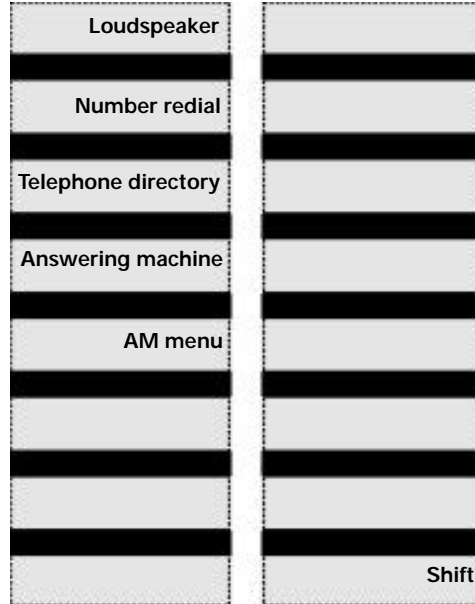 Loudspeaker
Number redial
Telephone directory
Answering machine
AM menu
Shift